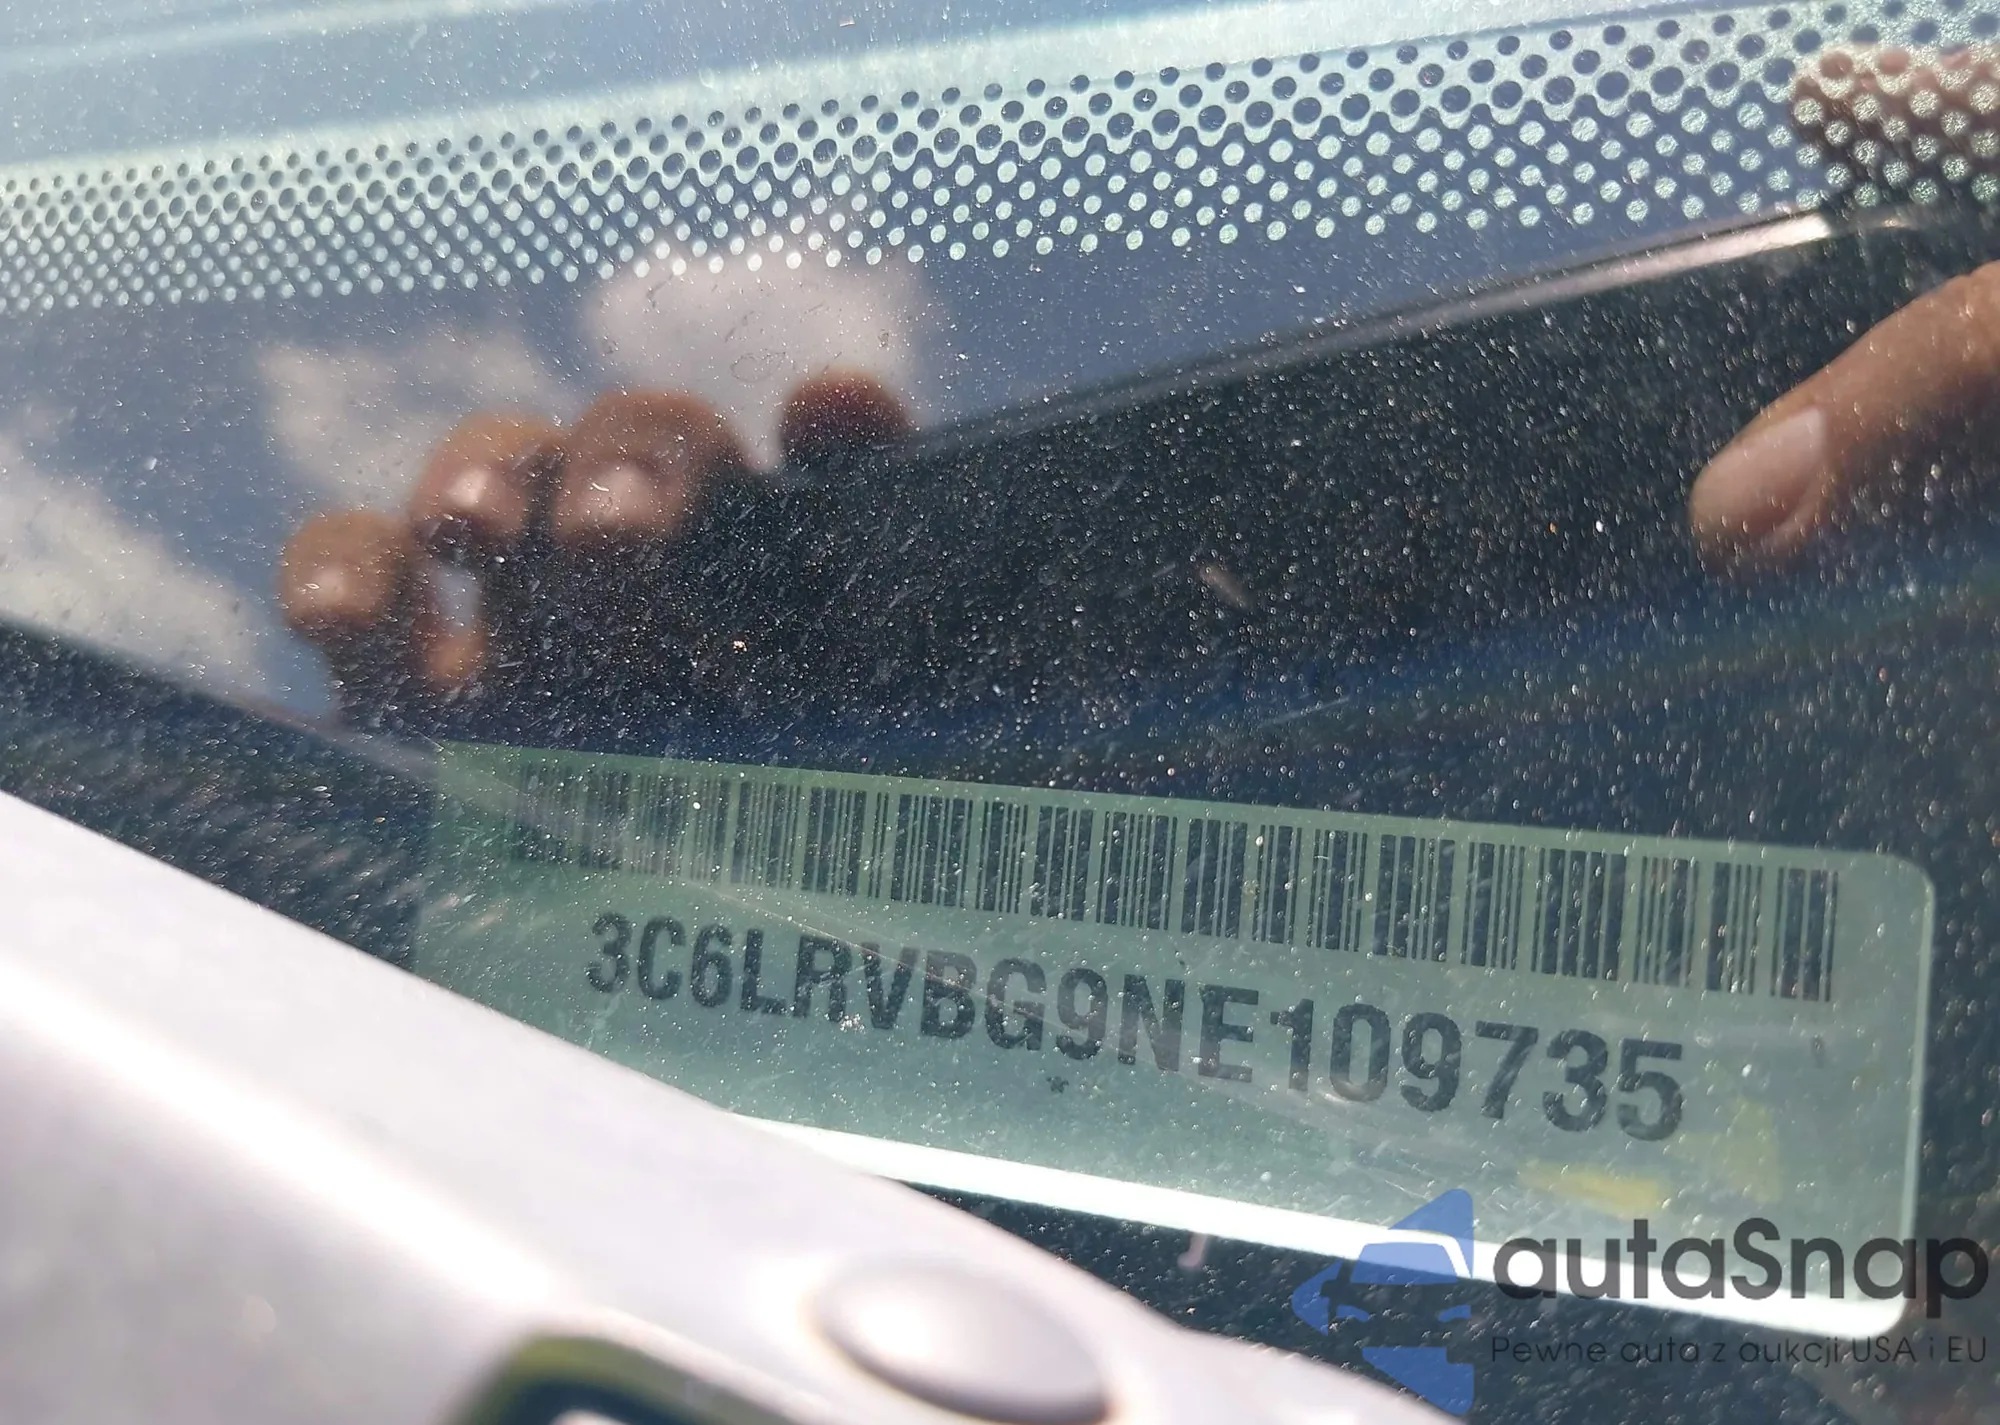 3C6LRVBG9NE109735
*
autaSnap
Pewne auta z aukcji USA i EU